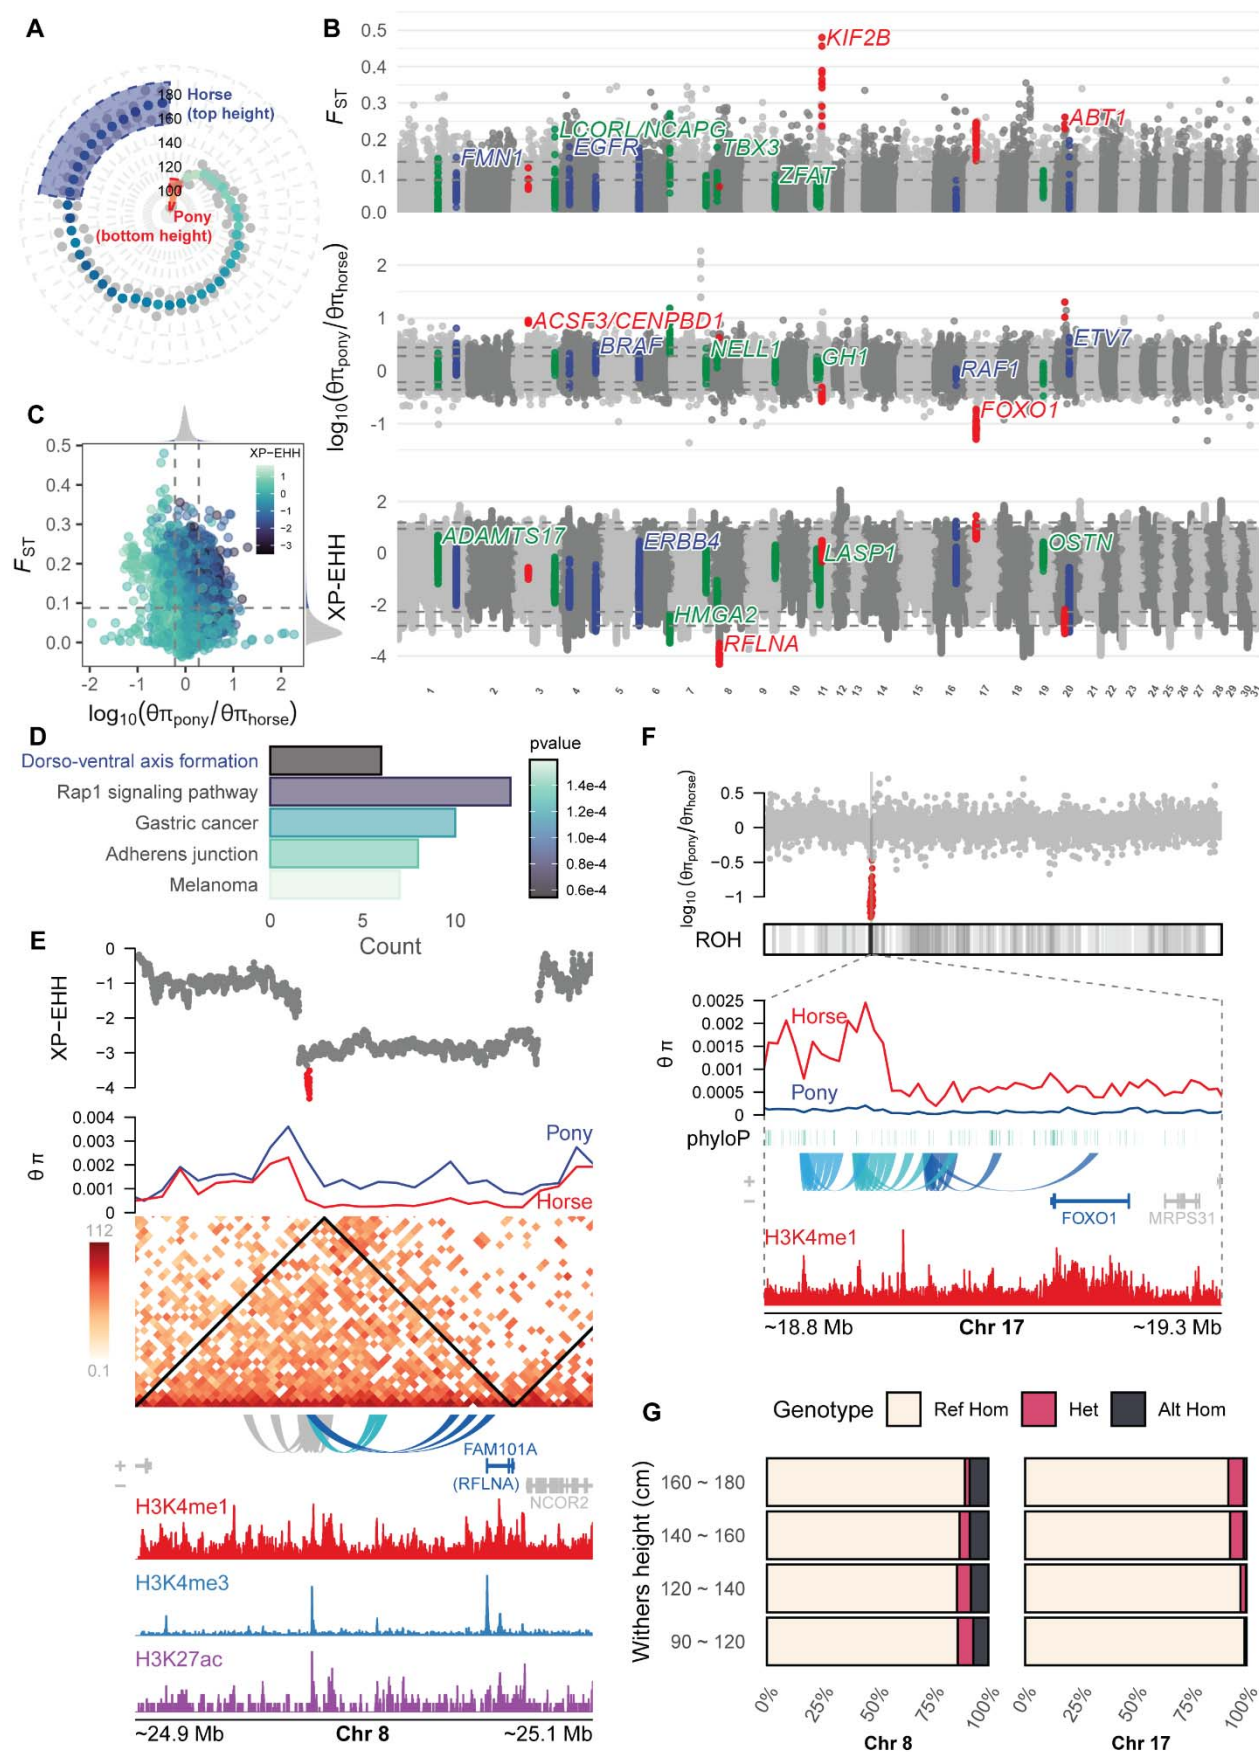 A
180
160
140
120
100
Horse
(top height)
Pony
(bottom height)
B
FST
0.5
0.4
0.3
0.2
0.1
0.0
KIF2B
LCORL/NCAPG
ABT1
FMN1
EGFR
TBX3
ZFAT
log10(θπpony/θπhorse)
2
1
0
−1
ACSF3/CENPBD1
BRAF
NELL1
GH1
ETV7
RAF1
FOXO1
XP−EHH
2
0
−2
−4
ADAMTS17
ERBB4
LASP1
OSTN
HMGA2
RFLNA
1 2 3 4 5 6 7 8 9 10 11 12 13 14 15 16 17 18 19 20 21 22 23 24 25 26 27 28 29 30 31
C
XP−EHH
1
0
−1
−2
−3
FST
0.5
0.4
0.3
0.2
0.1
0.0
−2 −1 0 1 2
log10(θπpony/θπhorse)
D
Dorso−ventral axis formation
Rap1 signaling pathway
Gastric cancer
Adherens junction
Melanoma
0 5 10
Count
pvalue
1.4e−4
1.2e−4
1.0e−4
0.8e−4
0.6e−4
E
XP−EHH
0
−1
−2
−3
−4
θ π
0.004
0.003
0.002
0.001
0
Pony
Horse
112
0.1
+
−
FAM101A
(RFLNA)
NCOR2
H3K4me1
H3K4me3
H3K27ac
~24.9 Mb Chr 8 ~25.1 Mb
F
log10 (θπpony/θπhorse)
0.5
0
−0.5
−1
ROH
θ π
0.0025
0.002
0.0015
0.001
0.0005
0
Horse
Pony
phyloP
+
−
FOXO1
MRPS31
H3K4me1
~18.8 Mb Chr 17 ~19.3 Mb
G
Genotype Ref Hom Het Alt Hom
Withers height (cm)
160 ~ 180
140 ~ 160
120 ~ 140
90 ~ 120
0% 25% 50% 75% 100%
0% 25% 50% 75% 100%
Chr 8
Chr 17